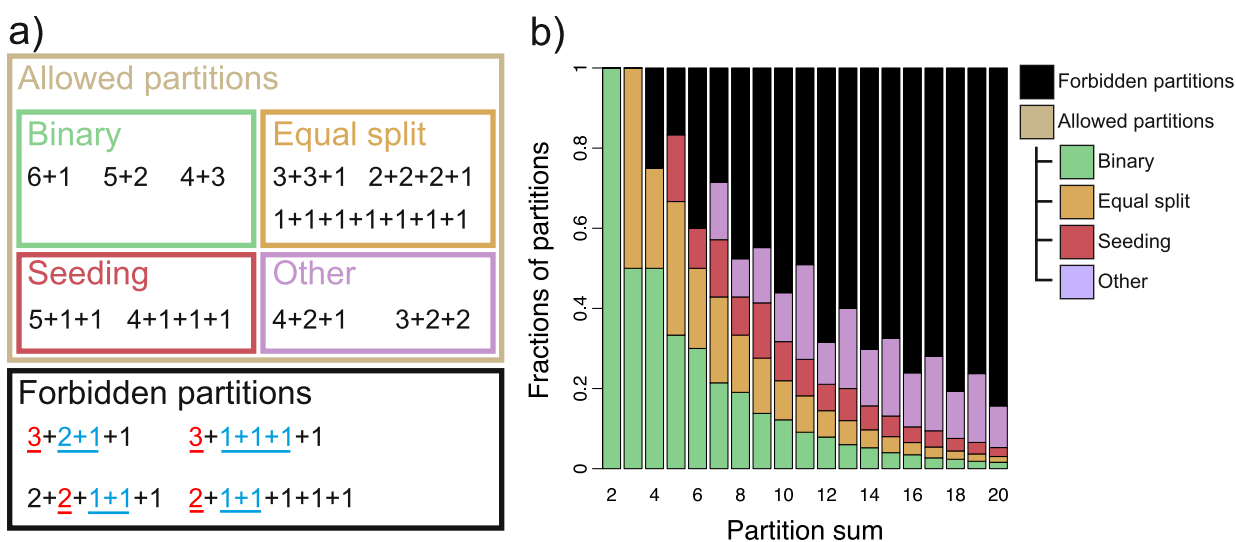 a)
Allowed partitions
Binary
6+1 5+2 4+3
Equal split
3+3+1 2+2+2+1
1+1+1+1+1+1+1
Seeding
5+1+1 4+1+1+1
Other
4+2+1 3+2+2
Forbidden partitions
3+2+1+1 3+1+1+1+1
2+2+1+1+1 2+1+1+1+1+1
b)
Fractions of partitions
1
0.8
0.6
0.4
0.2
0
2 4 6 8 10 12 14 16 18 20
Partition sum
Forbidden partitions
Allowed partitions
Binary
Equal split
Seeding
Other